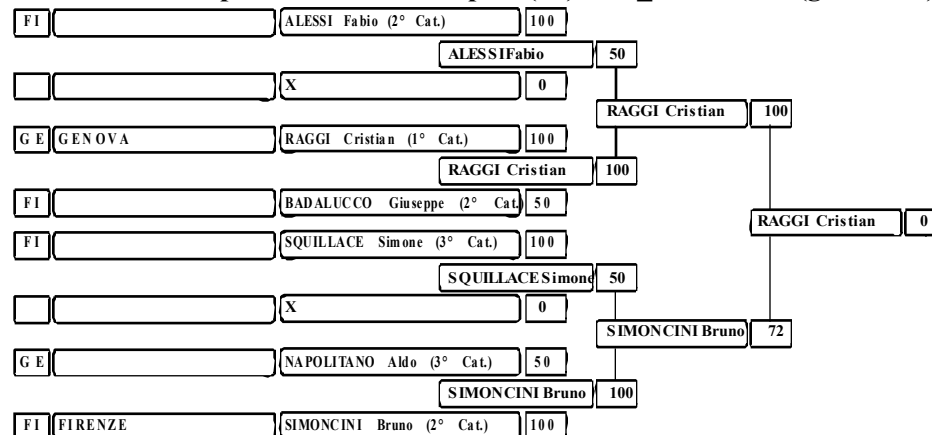 FI ALESSI Fabio (2° Cat.) 100
ALESSI Fabio 50
X 0
RAGGI Cristian 100
GE GENOVA RAGGI Cristian (1° Cat.) 100
RAGGI Cristian 100
FI BADALUCCO Giuseppe (2° Cat.) 50
RAGGI Cristian 0
FI SQUILLACE Simone (3° Cat.) 100
SQUILLACE Simone 50
X 0
SIMONCINI Bruno 72
GE NAPOLITANO Aldo (3° Cat.) 50
SIMONCINI Bruno 100
FI FIRENZE SIMONCINI Bruno (2° Cat.) 100